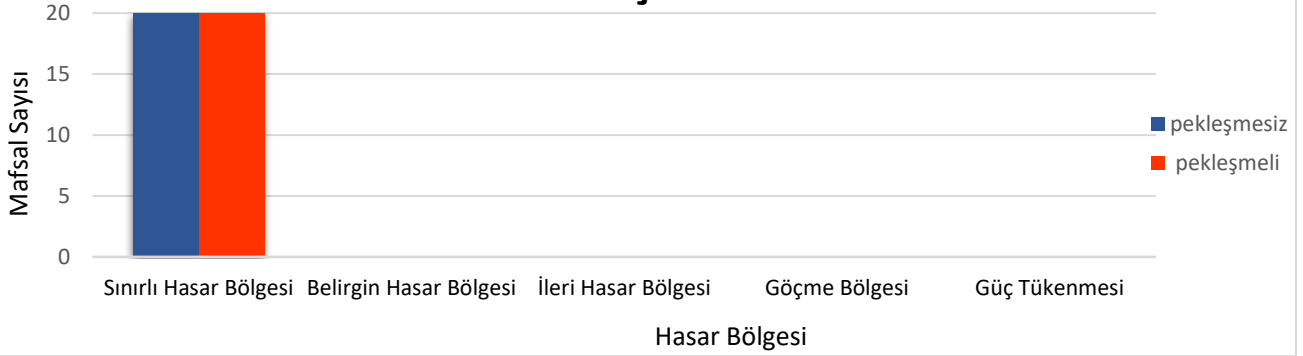 20
15
10
5
0
Mafsal Sayısı
Sınırlı Hasar Bölgesi Belirgin Hasar Bölgesi İleri Hasar Bölgesi Göçme Bölgesi Güç Tükenmesi
Hasar Bölgesi
pekleşmesiz
pekleşmeli